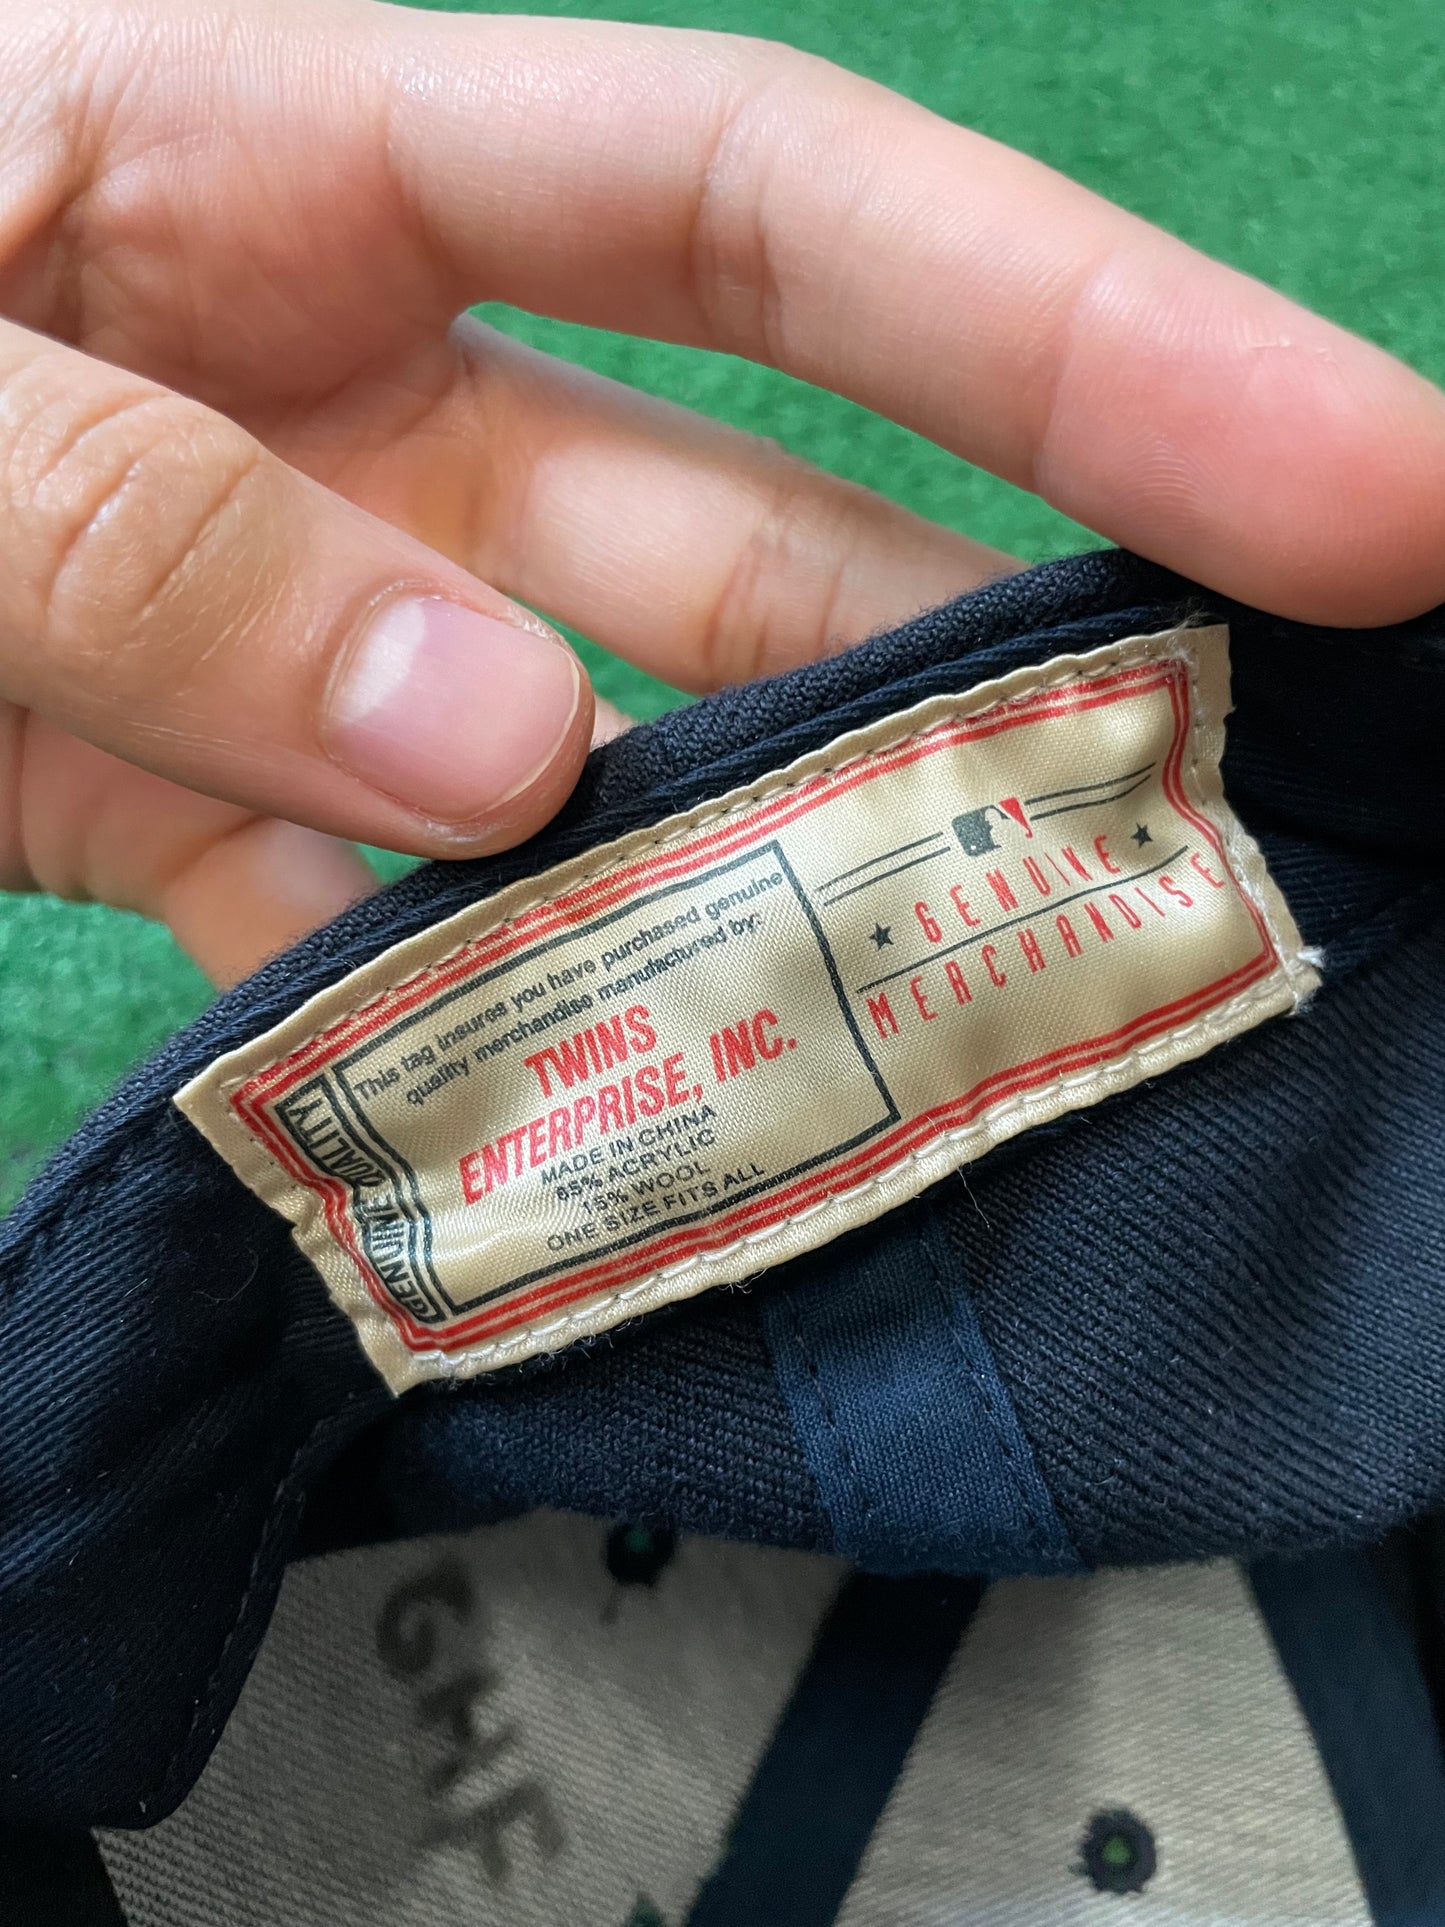 GENUINE QUALITY
This tag insures you have purchased genuine
quality merchandise manufactured by:
TWINS
ENTERPRISE, INC.
MADE IN CHINA
85% ACRYLIC
15% WOOL
ONE SIZE FITS ALL
★ GENUINE ★
MERCHANDISE